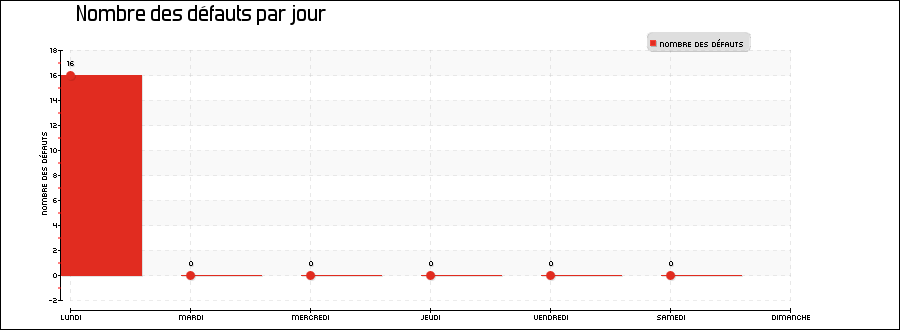 Nombre des défauts par jour
NOMBRE DES DÉFAUTS
18
16
16
14
12
10
8
6
4
2
0
-2
NOMBRE DES DÉFAUTS
0
0
0
0
0
LUNDI
MARDI
MERCREDI
JEUDI
VENDREDI
SAMEDI
DIMANCHE